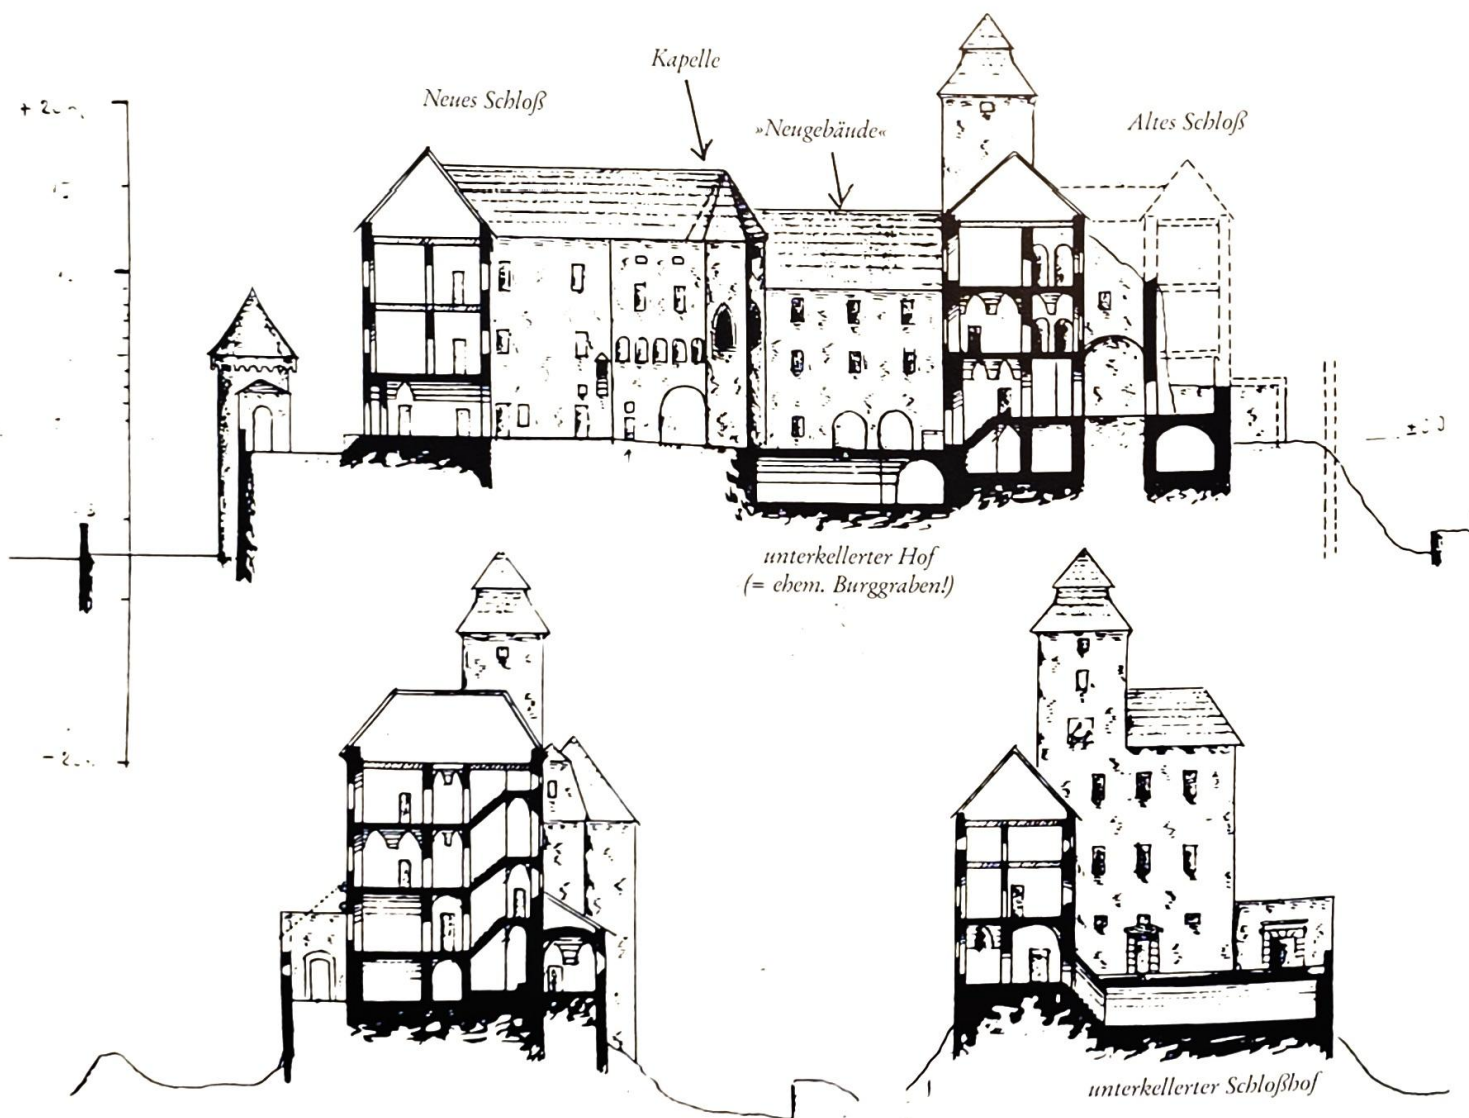 Kapelle
Neues Schloß
»Neugebäude«
Altes Schloß
unterkellerter Hof
(= ehem. Burggraben!)
unterkellerter Schloßhof